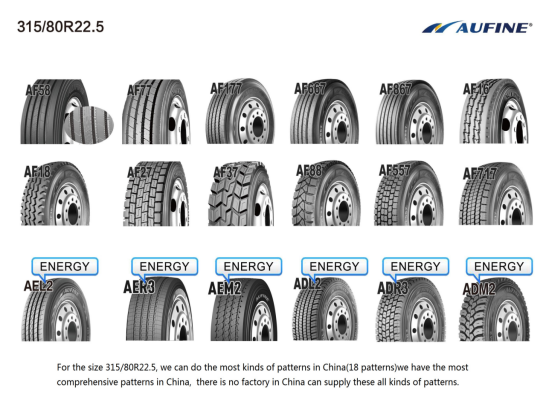 315/80R22.5
AUFINE
AF58
AF77
AF177
AF667
AF867
AF16
AF18
AF27
AF37
AF88
AF557
AF717
ENERGY
ENERGY
ENERGY
ENERGY
ENERGY
ENERGY
AEL2
AER3
AEM2
ADL2
ADR3
ADM2
For the size 315/80R22.5, we can do the most kinds of patterns in China(18 patterns)we have the most
comprehensive patterns in China, there is no factory in China can supply these all kinds of patterns.